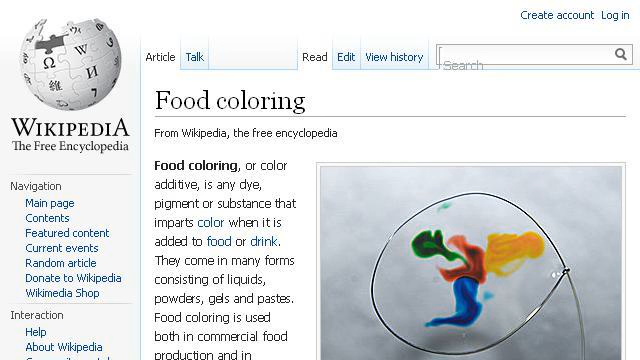 Create account Log in
Article Talk Read Edit View history Search
WIKIPEDIA
The Free Encyclopedia
Food coloring
From Wikipedia, the free encyclopedia
Navigation
Main page
Contents
Featured content
Current events
Random article
Donate to Wikipedia
Wikimedia Shop
Interaction
Help
About Wikipedia
Food coloring, or color
additive, is any dye,
pigment or substance that
imparts color when it is
added to food or drink.
They come in many forms
consisting of liquids,
powders, gels and pastes.
Food coloring is used
both in commercial food
production and in